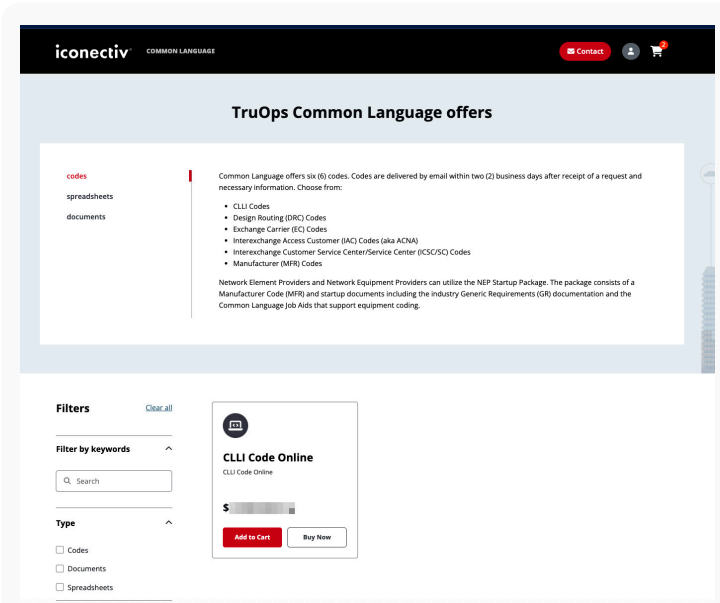 iconectiv COMMON LANGUAGE
Contact
2
TruOps Common Language offers
codes
spreadsheets
documents
Common Language offers six (6) codes. Codes are delivered by email within two (2) business days after receipt of a request and
necessary information. Choose from:
• CLLI Codes
• Design Routing (DRC) Codes
• Exchange Carrier (EC) Codes
• Interexchange Access Customer (IAC) Codes (aka ACNA)
• Interexchange Customer Service Center/Service Center (ICSC/SC) Codes
• Manufacturer (MFR) Codes
Network Element Providers and Network Equipment Providers can utilize the NEP Startup Package. The package consists of a
Manufacturer Code (MFR) and startup documents including the industry Generic Requirements (GR) documentation and the
Common Language Job Aids that support equipment coding.
Filters
Clear all
Filter by keywords
Search
Type
Codes
Documents
Spreadsheets
CLLI Code Online
CLLI Code Online
$
Add to Cart
Buy Now